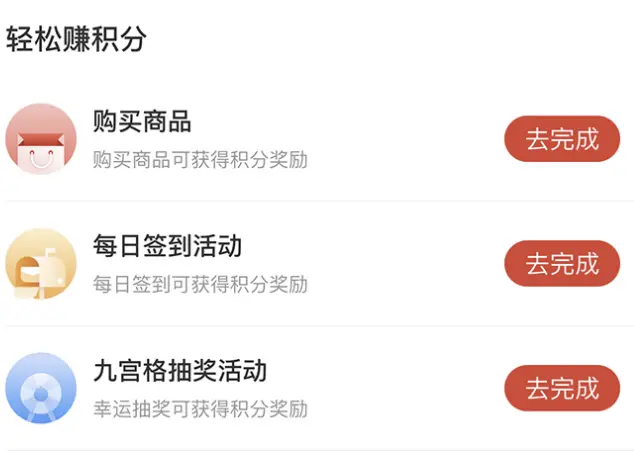 轻松赚积分
购买商品
去完成
购买商品可获得积分奖励
每日签到活动
去完成
每日签到可获得积分奖励
九宫格抽奖活动
去完成
幸运抽奖可获得积分奖励